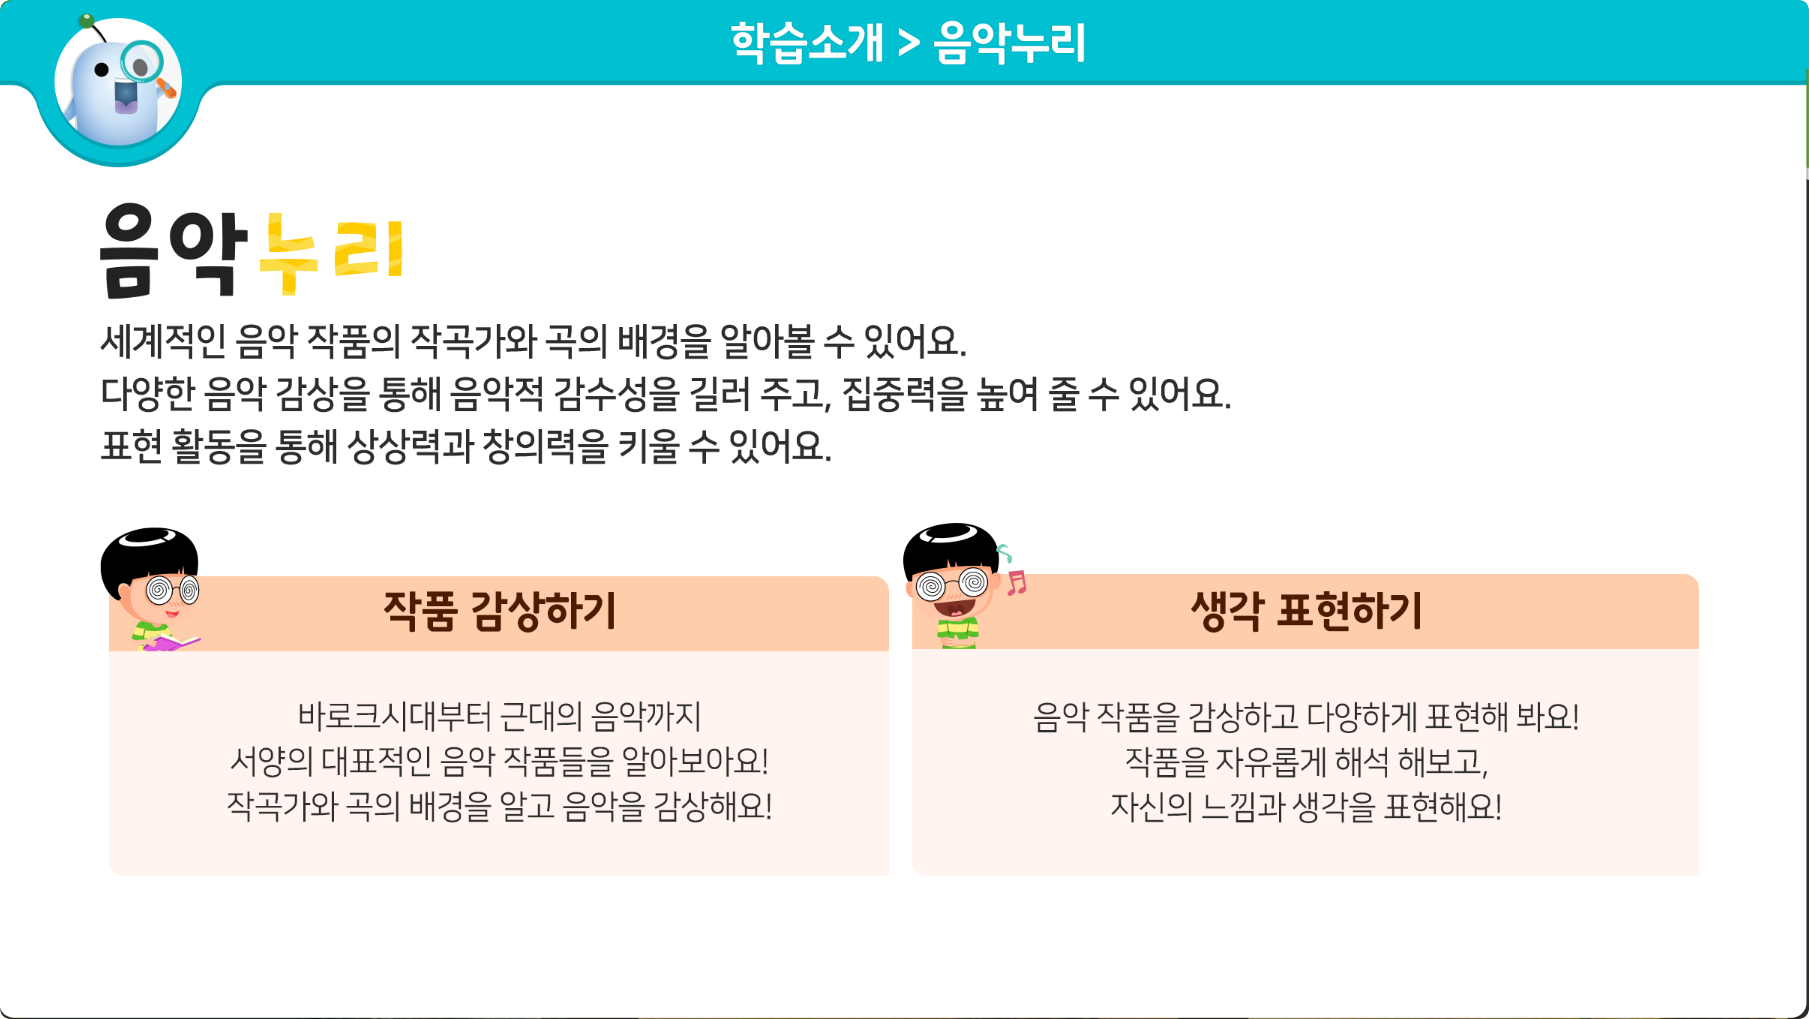 학습소개 > 음악누리
음악누리
세계적인 음악 작품의 작곡가와 곡의 배경을 알아볼 수 있어요.
다양한 음악 감상을 통해 음악적 감수성을 길러 주고, 집중력을 높여 줄 수 있어요.
표현 활동을 통해 상상력과 창의력을 키울 수 있어요.
작품 감상하기
바로크시대부터 근대의 음악까지
서양의 대표적인 음악 작품들을 알아보아요!
작곡가와 곡의 배경을 알고 음악을 감상해요!
생각 표현하기
음악 작품을 감상하고 다양하게 표현해 봐요!
작품을 자유롭게 해석 해보고,
자신의 느낌과 생각을 표현해요!